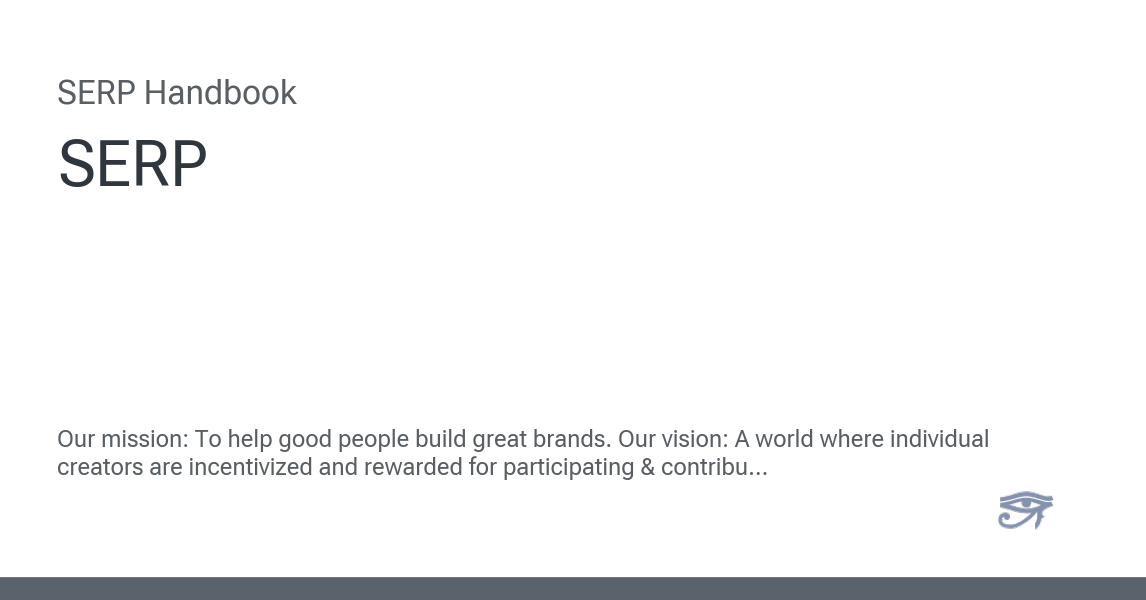 SERP Handbook
SERP
Our mission: To help good people build great brands. Our vision: A world where individual
creators are incentivized and rewarded for participating & contribu...